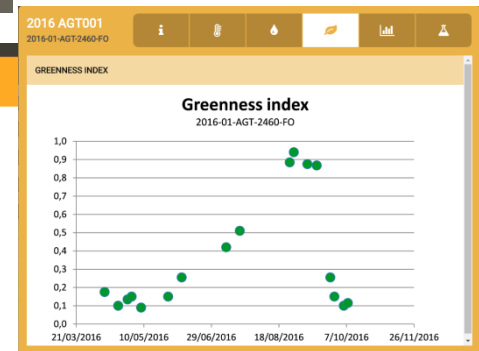 2016 AGT001
2016-01-AGT-2460-FO
GREENNESS INDEX
Greenness index
2016-01-AGT-2460-FO
1,0
0,9
0,8
0,7
0,6
0,5
0,4
0,3
0,2
0,1
0,0
21/03/2016 10/05/2016 29/06/2016 18/08/2016 7/10/2016 26/11/2016